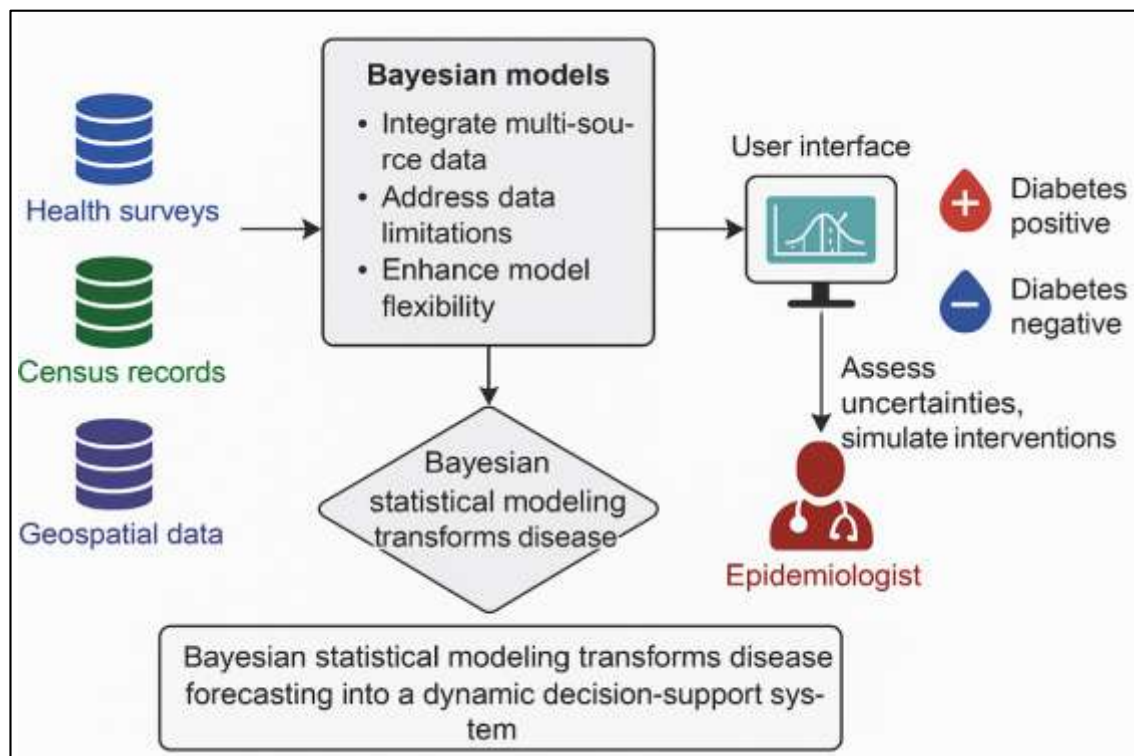 Health surveys
Census records
Geospatial data
Bayesian models
• Integrate multi-sou-
rce data
• Address data
limitations
• Enhance model
flexibility
Bayesian
statistical modeling
transforms disease
User interface
Diabetes
positive
Diabetes
negative
Assess
uncertainties,
simulate interventions
Epidemiologist
Bayesian statistical modeling transforms disease
forecasting into a dynamic decision-support sys-
tem